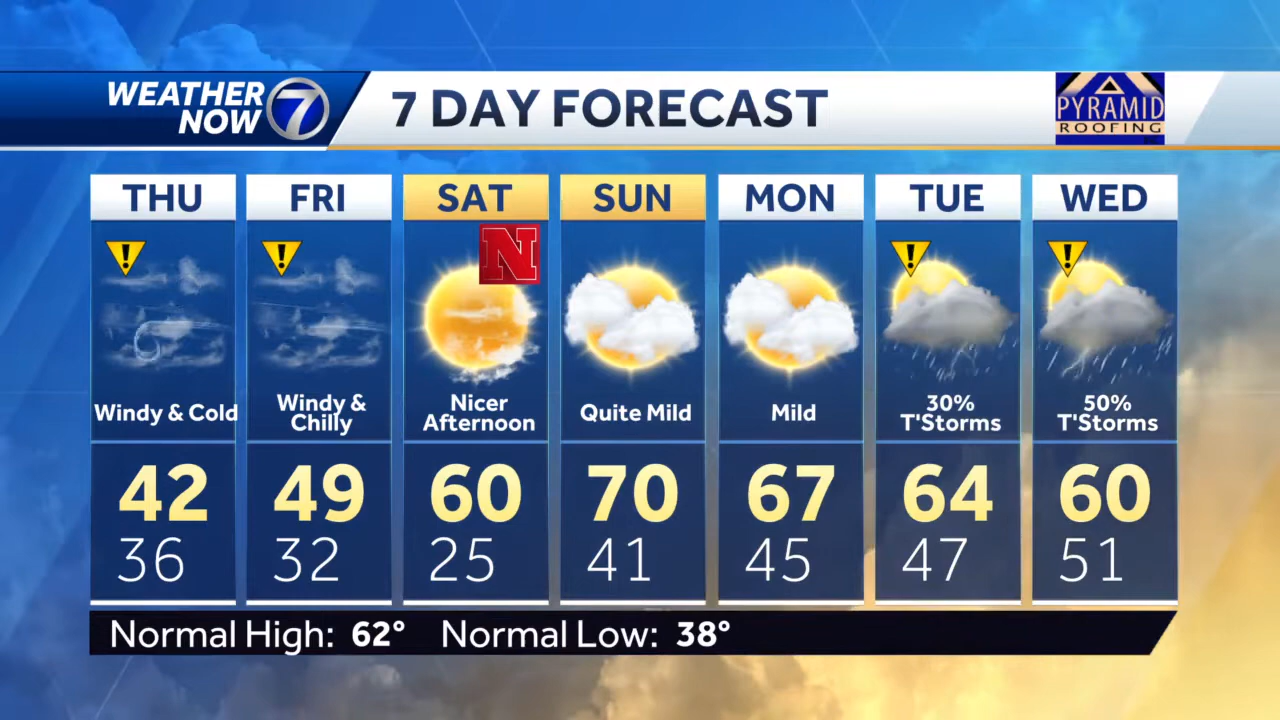 WEATHER
NOW 7
7 DAY FORECAST
PYRAMID
ROOFING
THU
FRI
SAT
SUN
MON
TUE
WED
!
!
N
!
!
Windy & Cold
Windy &
Chilly
Nicer
Afternoon
Quite Mild
Mild
30%
T'Storms
50%
T'Storms
42
49
60
70
67
64
60
36
32
25
41
45
47
51
Normal High: 62° Normal Low: 38°